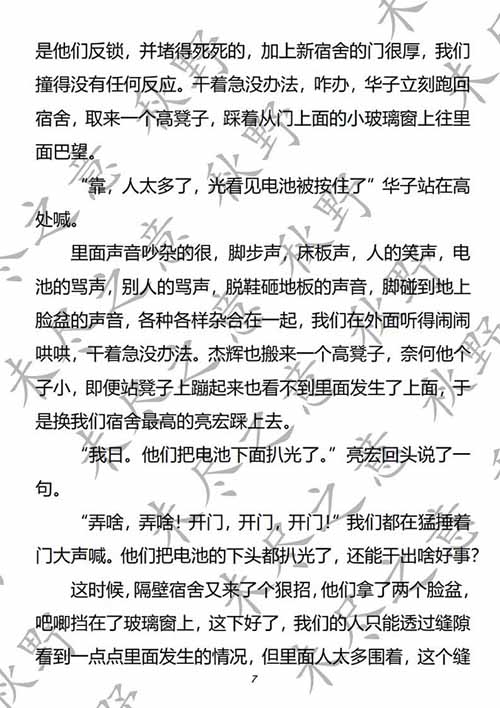 是他们反锁，并堵得死死的，加上新宿舍的门很厚，我们
撞得没有任何反应。干着急没办法，咋办，华子立刻跑回
宿舍，取来一个高凳子，踩着从门上面的小玻璃窗上往里
面巴望。
“靠，人太多了，光看见电池被按住了”华子站在高
处喊。
里面声音吵杂的很，脚步声，床板声，人的笑声，电
池的骂声，别人的骂声，脱鞋砸地板的声音，脚碰到地上
脸盆的声音，各种各样杂合在一起，我们在外面听得闹闹
哄哄，干着急没办法。杰辉也搬来一个高凳子，奈何他个
子小，即便站凳子上蹦起来也看不到里面发生了上面，于
是换我们宿舍最高的亮宏踩上去。
“我日。他们把电池下面扒光了。”亮宏回头说了一
句。
“弄啥，弄啥！开门，开门，开门！”我们都在猛捶着
门大声喊。他们把电池的下头都扒光了，还能干出啥好事？
这时候，隔壁宿舍又来了个狠招，他们拿了两个脸盆，
吧唧挡在了玻璃窗上，这下好了，我们的人只能透过缝隙
看到一点点里面发生的情况，但里面人太多围着，这个缝
7
未尽之意 秋野